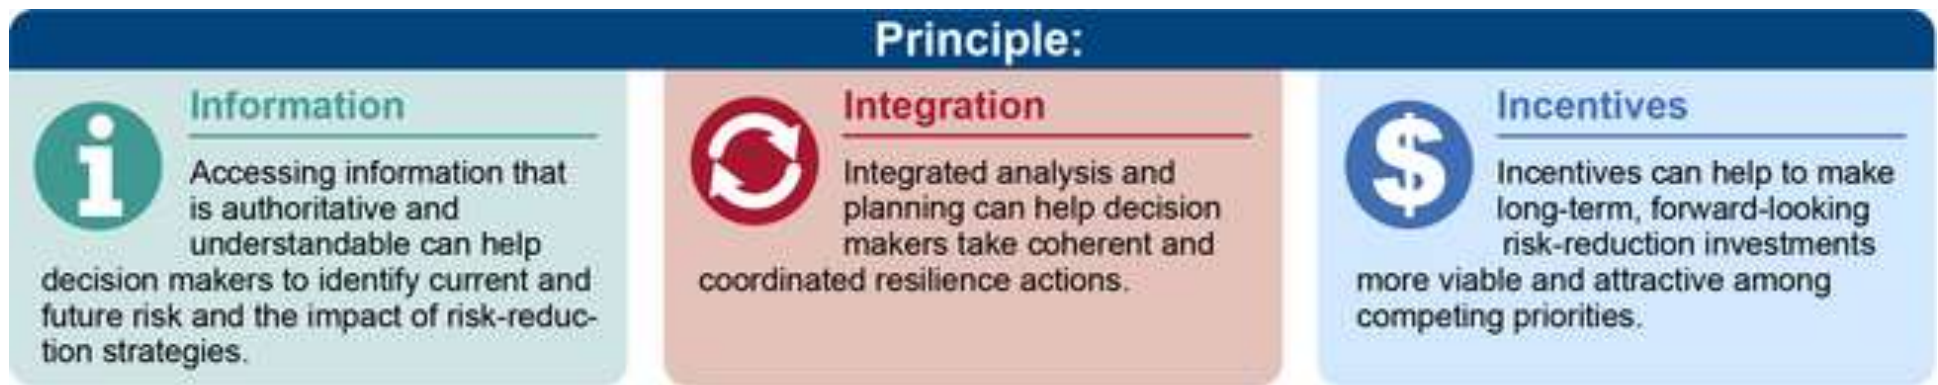 Principle:
Information
Accessing information that
is authoritative and
understandable can help
decision makers to identify current and
future risk and the impact of risk-reduc-
tion strategies.
Integration
Integrated analysis and
planning can help decision
makers take coherent and
coordinated resilience actions.
Incentives
Incentives can help to make
long-term, forward-looking
risk-reduction investments
more viable and attractive among
competing priorities.